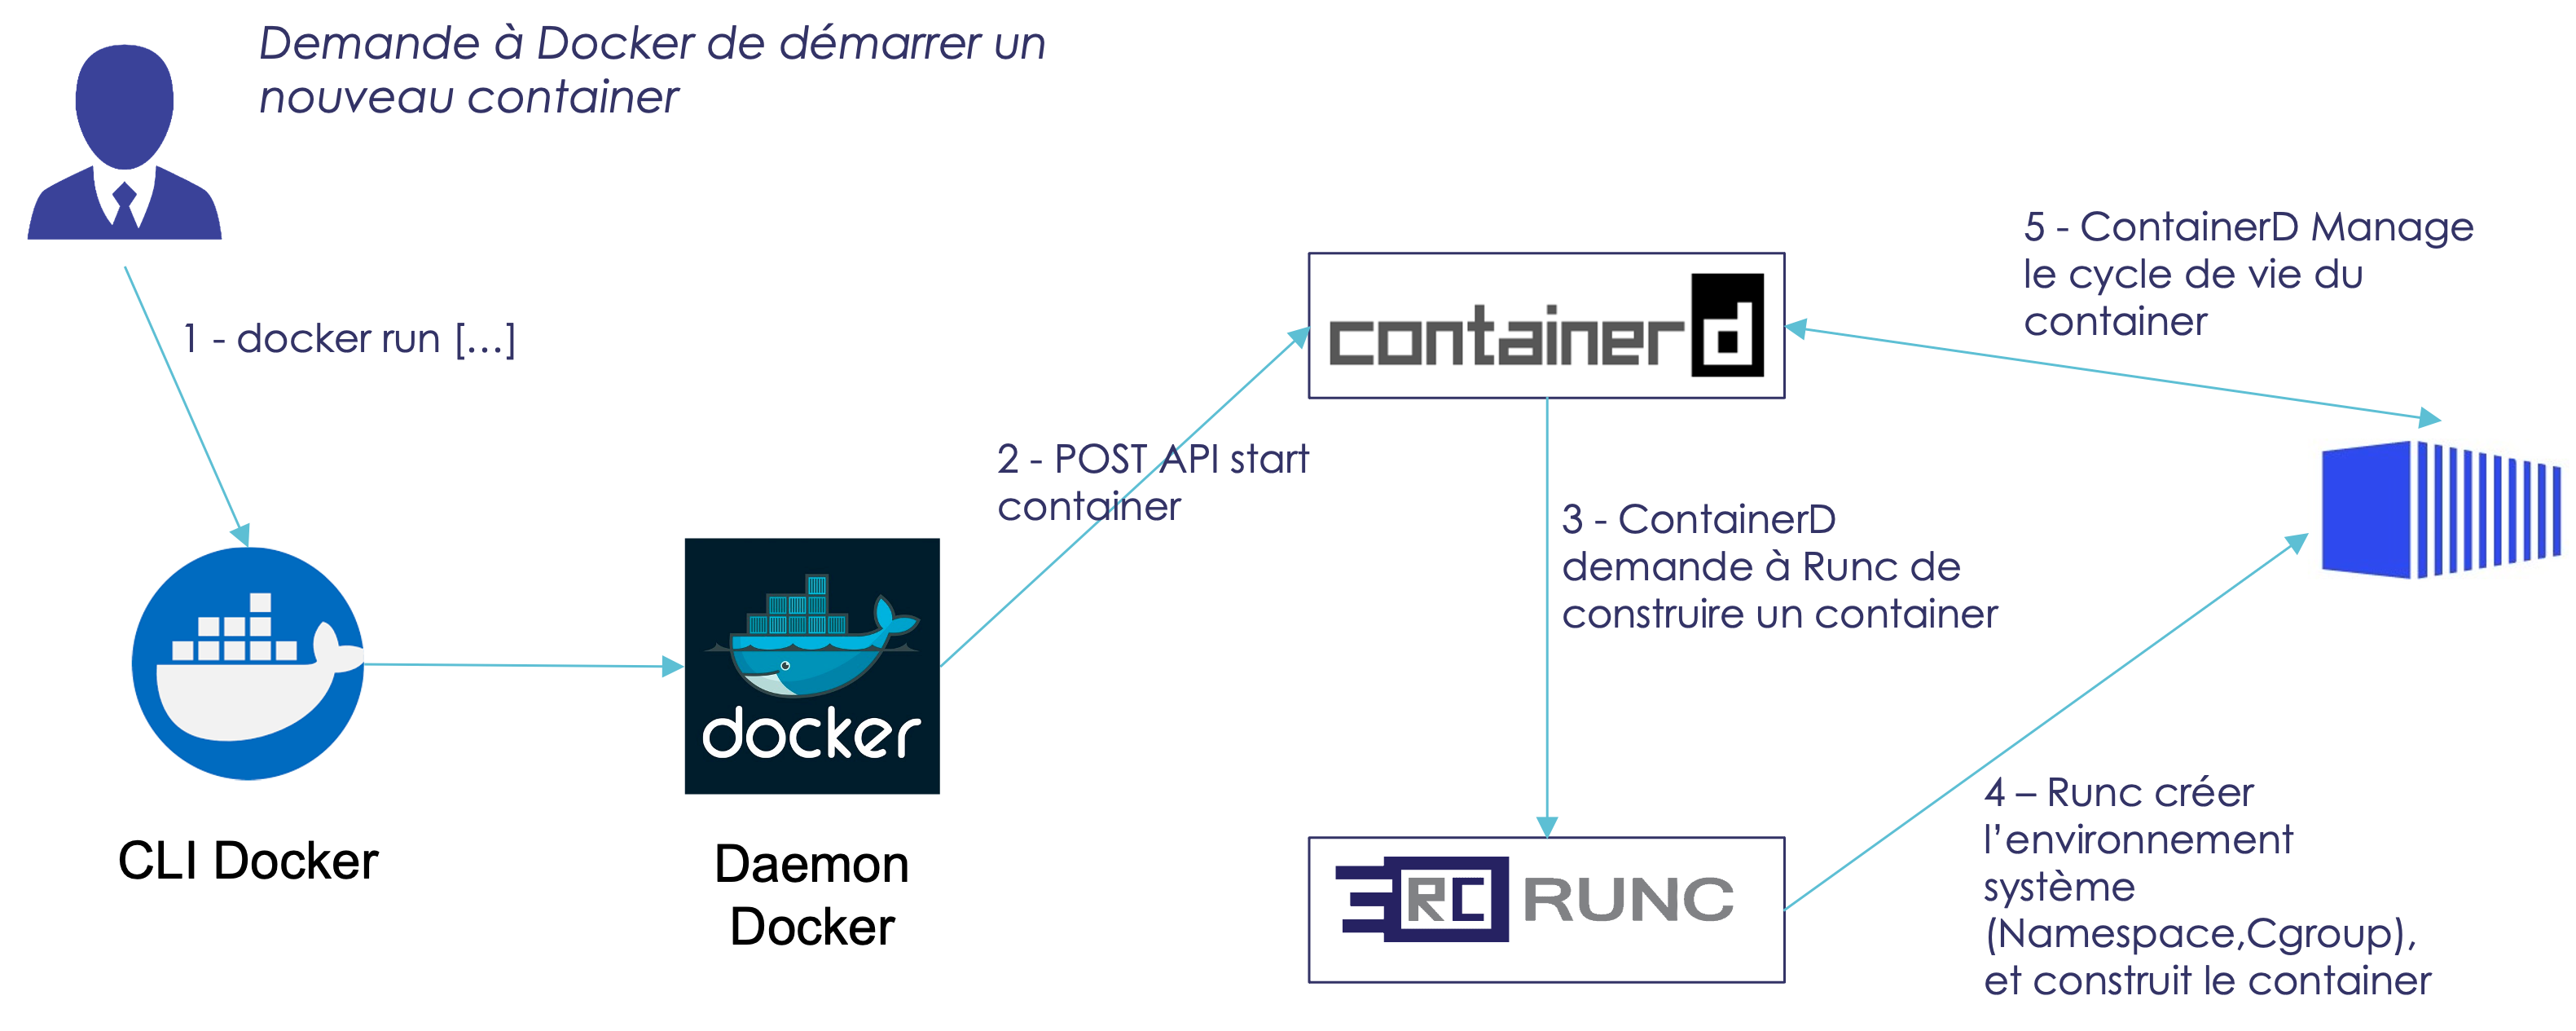 Demande à Docker de démarrer un
nouveau container
1 - docker run […]
CLI Docker
docker
Daemon
Docker
2 - POST API start
container
containerd
3 - ContainerD
demande à Runc de
construire un container
RC RUNC
4 – Runc créer
l’environnement
système
(Namespace,Cgroup),
et construit le container
5 - ContainerD Manage
le cycle de vie du
container